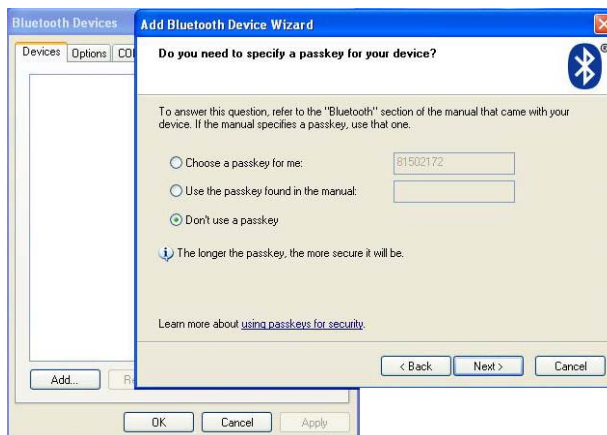 Bluetooth Devices
Devices Options
Add...
OK Cancel Apply
Add Bluetooth Device Wizard
Do you need to specify a passkey for your device?
To answer this question, refer to the "Bluetooth" section of the manual that came with your
device. If the manual specifies a passkey, use that one.
Choose a passkey for me: 81502172
Use the passkey found in the manual:
Don't use a passkey
The longer the passkey, the more secure it will be.
Learn more about using passkeys for security.
< Back Next > Cancel